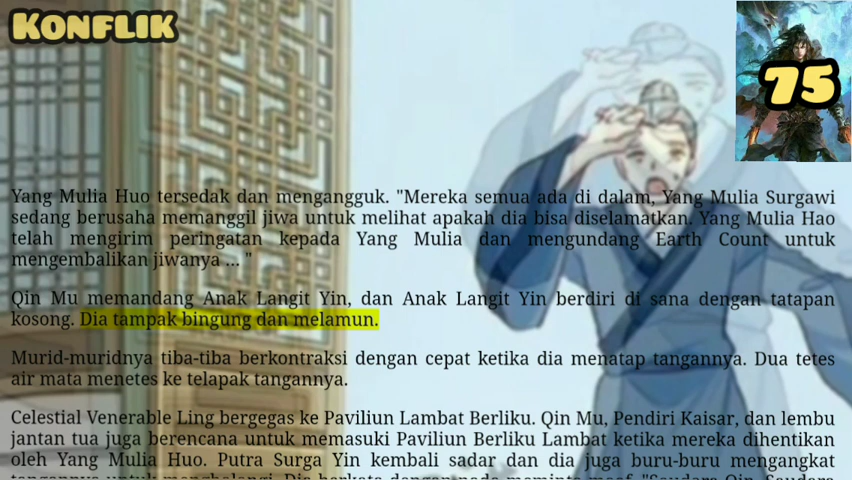 KONFLIK
75
Yang Mulia Huo tersedak dan mengangguk. "Mereka semua ada di dalam, Yang Mulia Surgawi
sedang berusaha memanggil jiwa untuk melihat apakah dia bisa diselamatkan. Yang Mulia Hao
telah mengirim peringatan kepada Yang Mulia dan mengundang Earth Count untuk
mengembalikan jiwanya ... "
Qin Mu memandang Anak Langit Yin, dan Anak Langit Yin berdiri di sana dengan tatapan
kosong. Dia tampak bingung dan melamun.
Murid-muridnya tiba-tiba berkontraksi dengan cepat ketika dia menatap tangannya. Dua tetes
air mata menetes ke telapak tangannya.
Celestial Venerable Ling bergegas ke Paviliun Lambat Berliku. Qin Mu, Pendiri Kaisar, dan lembu
jantan tua juga berencana untuk memasuki Paviliun Berliku Lambat ketika mereka dihentikan
oleh Yang Mulia Huo. Putra Surga Yin kembali sadar dan dia juga buru-buru mengangkat